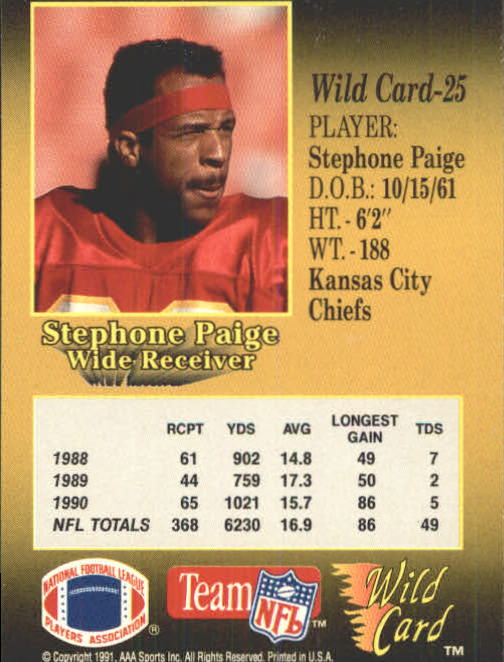 Wild Card-25
PLAYER:
Stephone Paige
D.O.B.: 10/15/61
HT. - 6'2"
WT. - 188
Kansas City
Chiefs
Stephone Paige
Wide Receiver
RCPT YDS AVG LONGEST GAIN TDS
1988 61 902 14.8 49 7
1989 44 759 17.3 50 2
1990 65 1021 15.7 86 5
NFL TOTALS 368 6230 16.9 86 49
NATIONAL FOOTBALL LEAGUE
PLAYERS ASSOCIATION ®
Team NFL ™
Wild
Card ™
© Copyright 1991, AAA Sports Inc. All Rights Reserved. Printed in U.S.A.